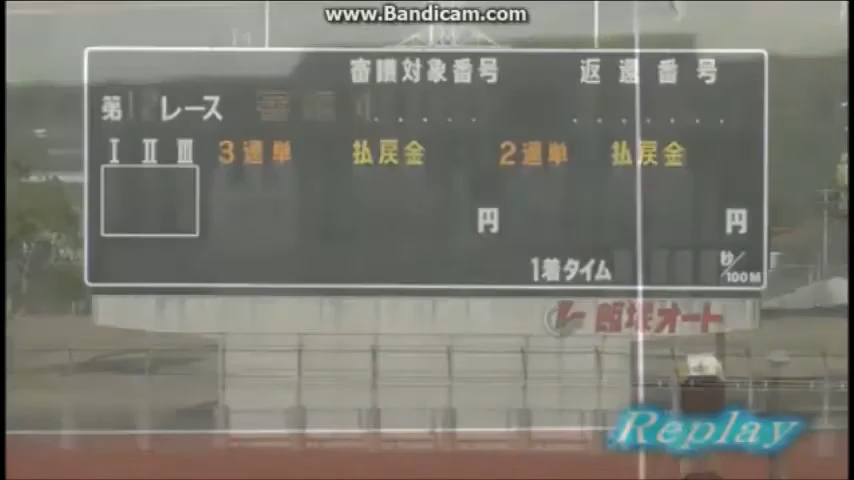 www.Bandicam.com
審議対象番号 返還番号
第12レース
I II III 3連単 払戻金 2連単 払戻金
円 円
1着タイム 秒/100M
飯塚オート
Replay